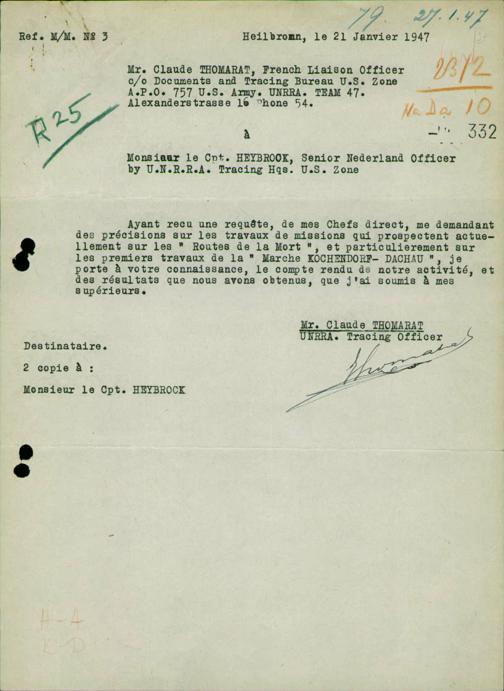 79. 27.1.47
Ref. M/M. Nº 3
Heilbronn, le 21 Janvier 1947
Mr. Claude THOMARAT, French Liaison Officer
c/o Documents and Tracing Bureau U.S. Zone
A.P.O. 757 U.S. Army. UNRRA. TEAM 47.
Alexanderstrasse 16 Phone 54.
R 25
10
332
à
Monsieur le Cpt. HEYBROCK, Senior Nederland Officer
by U.N.R.R.A. Tracing Hqs. U.S. Zone
Ayant recu une requête, de mes Chefs direct, me demandant
des précisions sur les travaux de missions qui prospectent actue-
llement sur les " Routes de la Mort ", et particulierement sur
les premiers travaux de la " Marche KOCHENDORF- DACHAU ", je
porte à votre connaissance, le compte rendu de notre activité, et
des résultats que nous avons obtenus, que j'ai soumis à mes
supérieurs.
Mr. Claude THOMARAT
UNRRA. Tracing Officer
Thomarat
Destinataire.
2 copie à :
Monsieur le Cpt. HEYBROCK
H-A
K-D